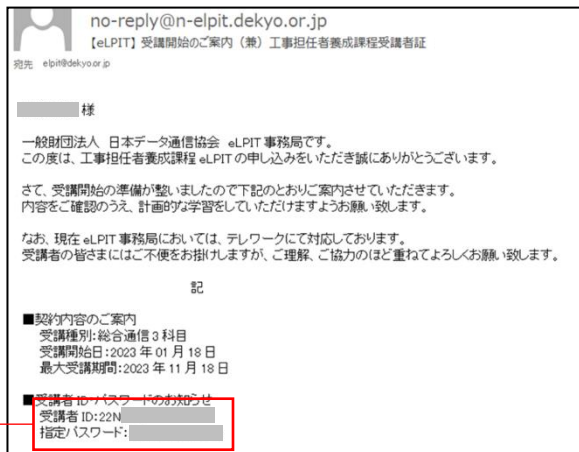 no-reply@n-elpit.dekyo.or.jp
【eLPIT】受講開始のご案内（兼）工事担任者養成課程受講者証
宛先 elpit@dekyo.or.jp
様
一般財団法人 日本データ通信協会 eLPIT 事務局です。
この度は、工事担任者養成課程 eLPIT の申し込みをいただき誠にありがとうございます。
さて、受講開始の準備が整いましたので下記のとおりご案内させていただきます。
内容をご確認のうえ、計画的な学習をしていただけますようお願い致します。
なお、現在 eLPIT 事務局においては、テレワークにて対応しております。
受講者の皆さまにはご不便をお掛けしますが、ご理解、ご協力のほど重ねてよろしくお願い致します。
記
■契約内容のご案内
受講種別:総合通信 3 科目
受講開始日:2023 年 01 月 18 日
最大受講期間:2023 年 11 月 18 日
■受講者 ID・パスワードのお知らせ
受講者 ID:22N
指定パスワード: